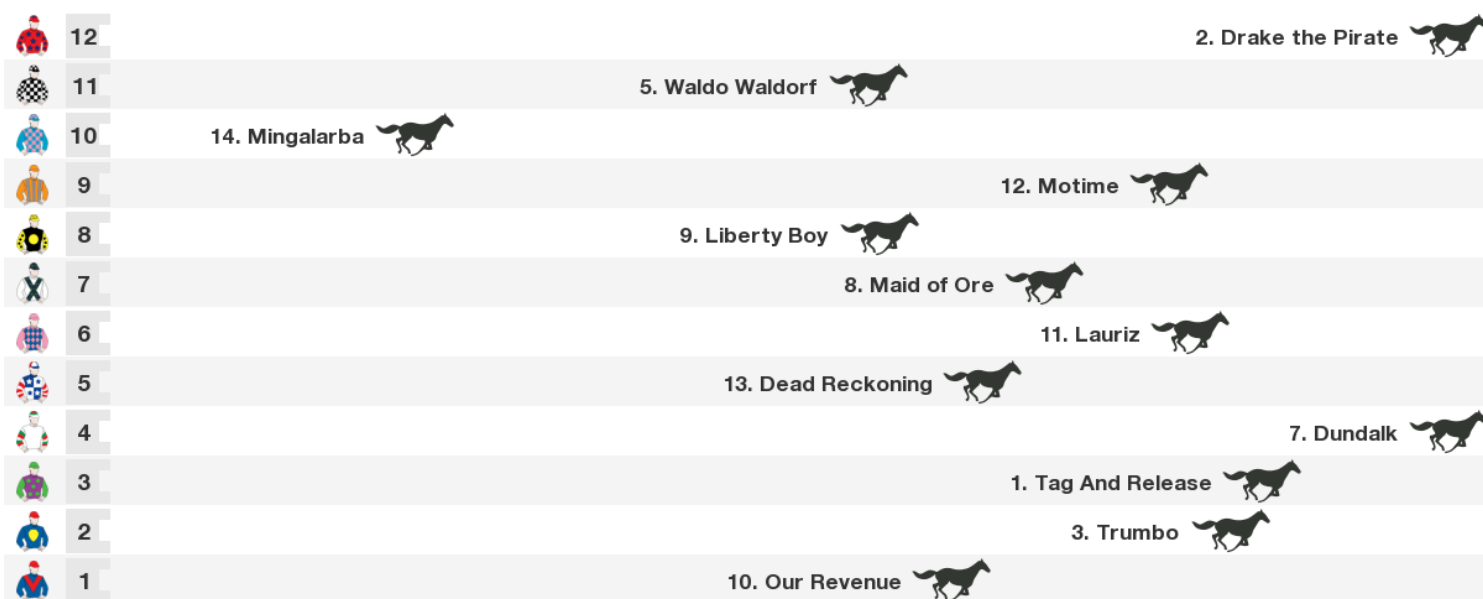 12 2. Drake the Pirate
11 5. Waldo Waldorf
10 14. Mingalarba
9 12. Motime
8 9. Liberty Boy
7 8. Maid of Ore
6 11. Lauriz
5 13. Dead Reckoning
4 7. Dundalk
3 1. Tag And Release
2 3. Trumbo
1 10. Our Revenue